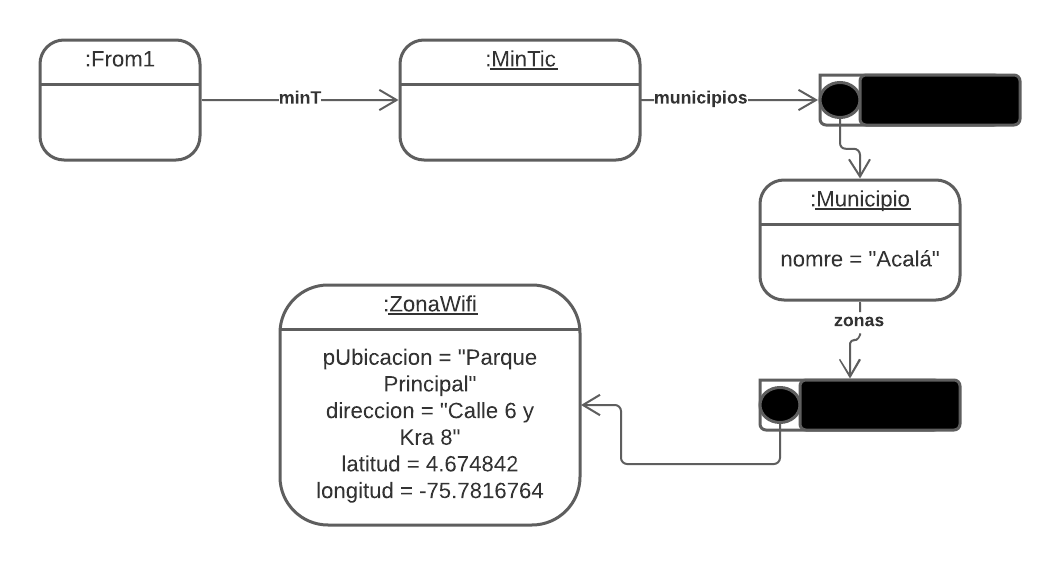 :From1
minT
:MinTic
municipios
:Municipio
nomre = "Acalá"
zonas
:ZonaWifi
pUbicacion = "Parque
Principal"
direccion = "Calle 6 y
Kra 8"
latitud = 4.674842
longitud = -75.7816764